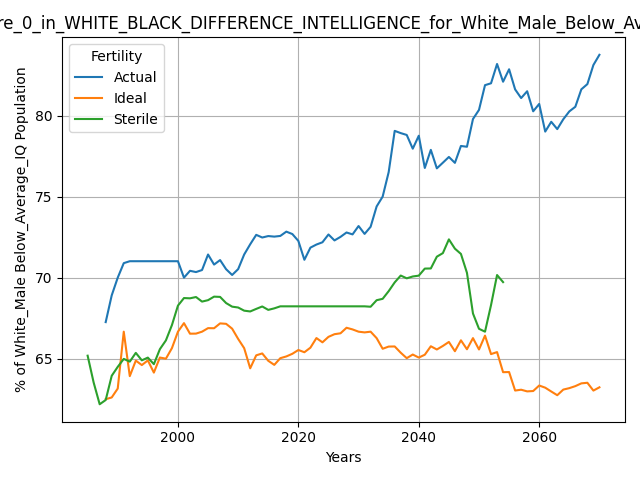 re_0_in_WHITE_BLACK_DIFFERENCE_INTELLIGENCE_for_White_Male_Below_Av
Fertility
Actual
Ideal
Sterile
% of White_Male Below_Average_IQ Population
80
75
70
65
2000
2020
2040
2060
Years